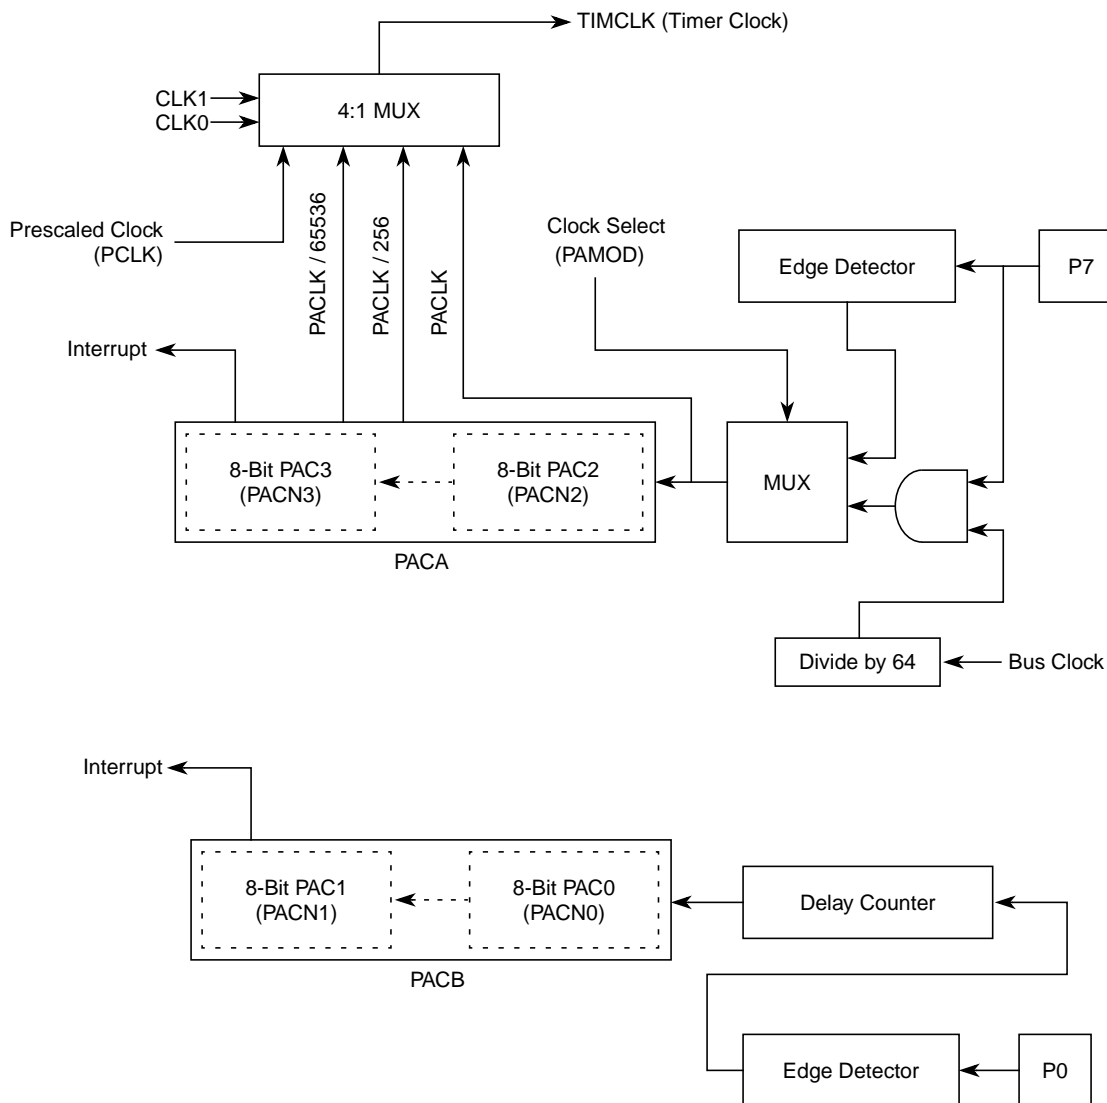 TIMCLK (Timer Clock)
CLK1
CLK0
4:1 MUX
Prescaled Clock
(PCLK)
PACLK / 65536
PACLK / 256
PACLK
Clock Select
(PAMOD)
Edge Detector
P7
Interrupt
8-Bit PAC3
(PACN3)
8-Bit PAC2
(PACN2)
MUX
PACA
Divide by 64
Bus Clock
Interrupt
8-Bit PAC1
(PACN1)
8-Bit PAC0
(PACN0)
Delay Counter
PACB
Edge Detector
P0